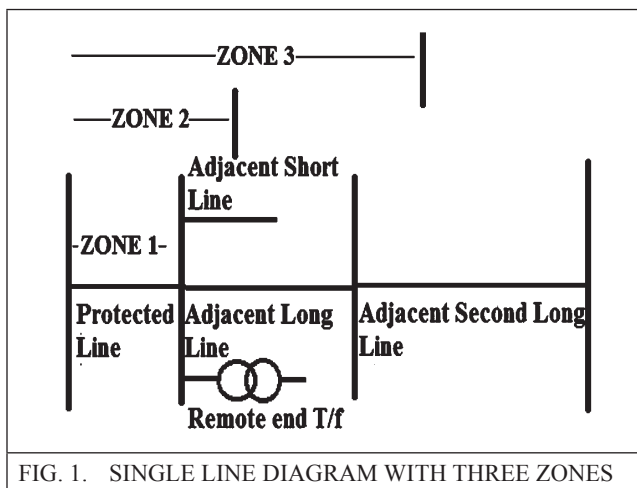 ZONE 3
ZONE 2
Adjacent Short
Line
-ZONE 1-
Protected
Line
Adjacent Long
Line
Adjacent Second Long
Line
Remote end T/f
FIG. 1. SINGLE LINE DIAGRAM WITH THREE ZONES